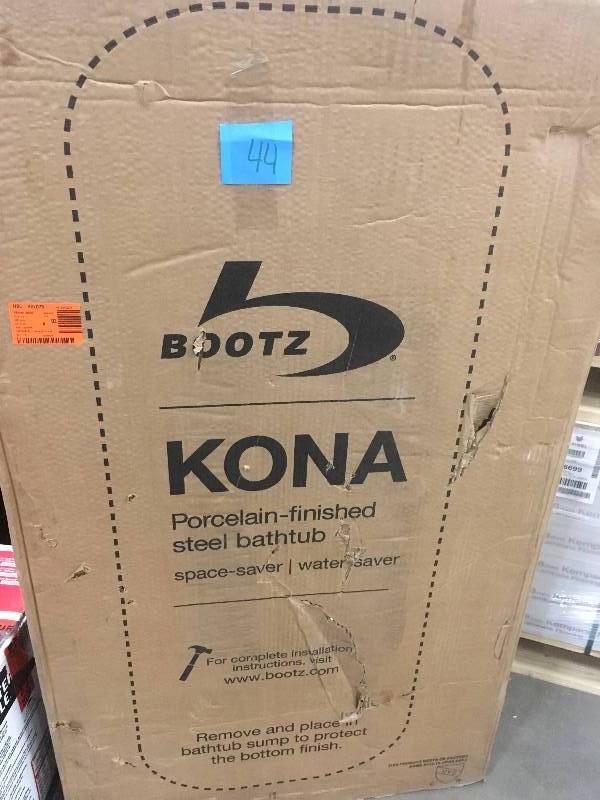 44
BOOTZ
KONA
Porcelain-finished
steel bathtub
space-saver | water saver
For complete installation
instructions, visit
www.bootz.com
Remove and place in
bathtub sump to protect
the bottom finish.